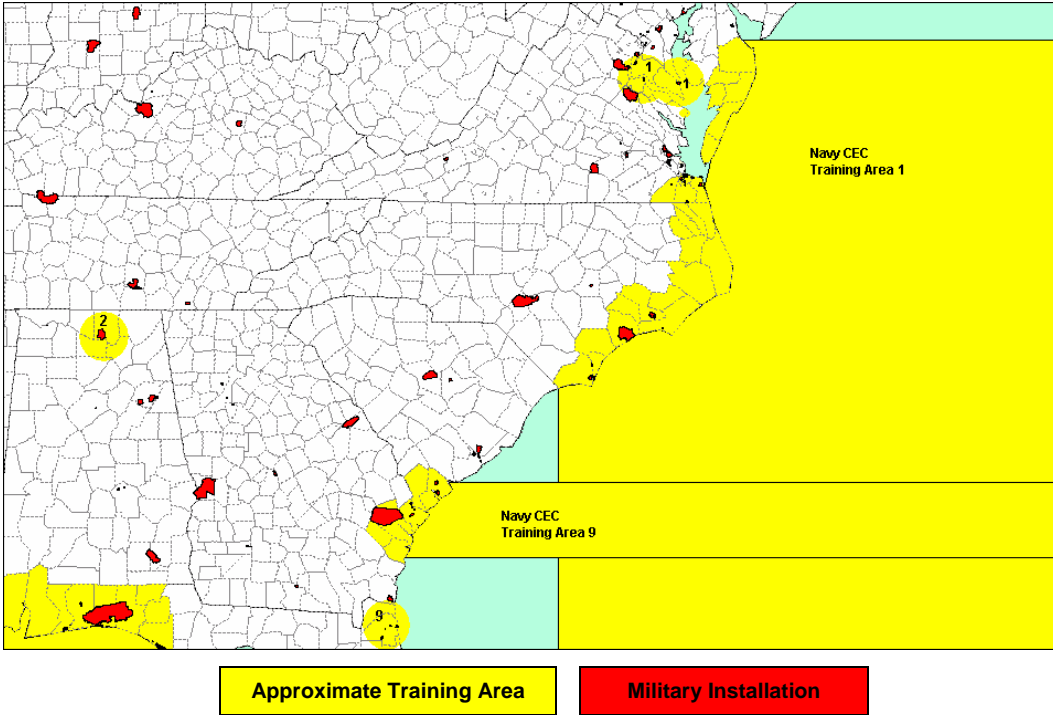 1
1
Navy CEC
Training Area 1
1
2
Navy CEC
Training Area 9
9
Approximate Training Area
Military Installation